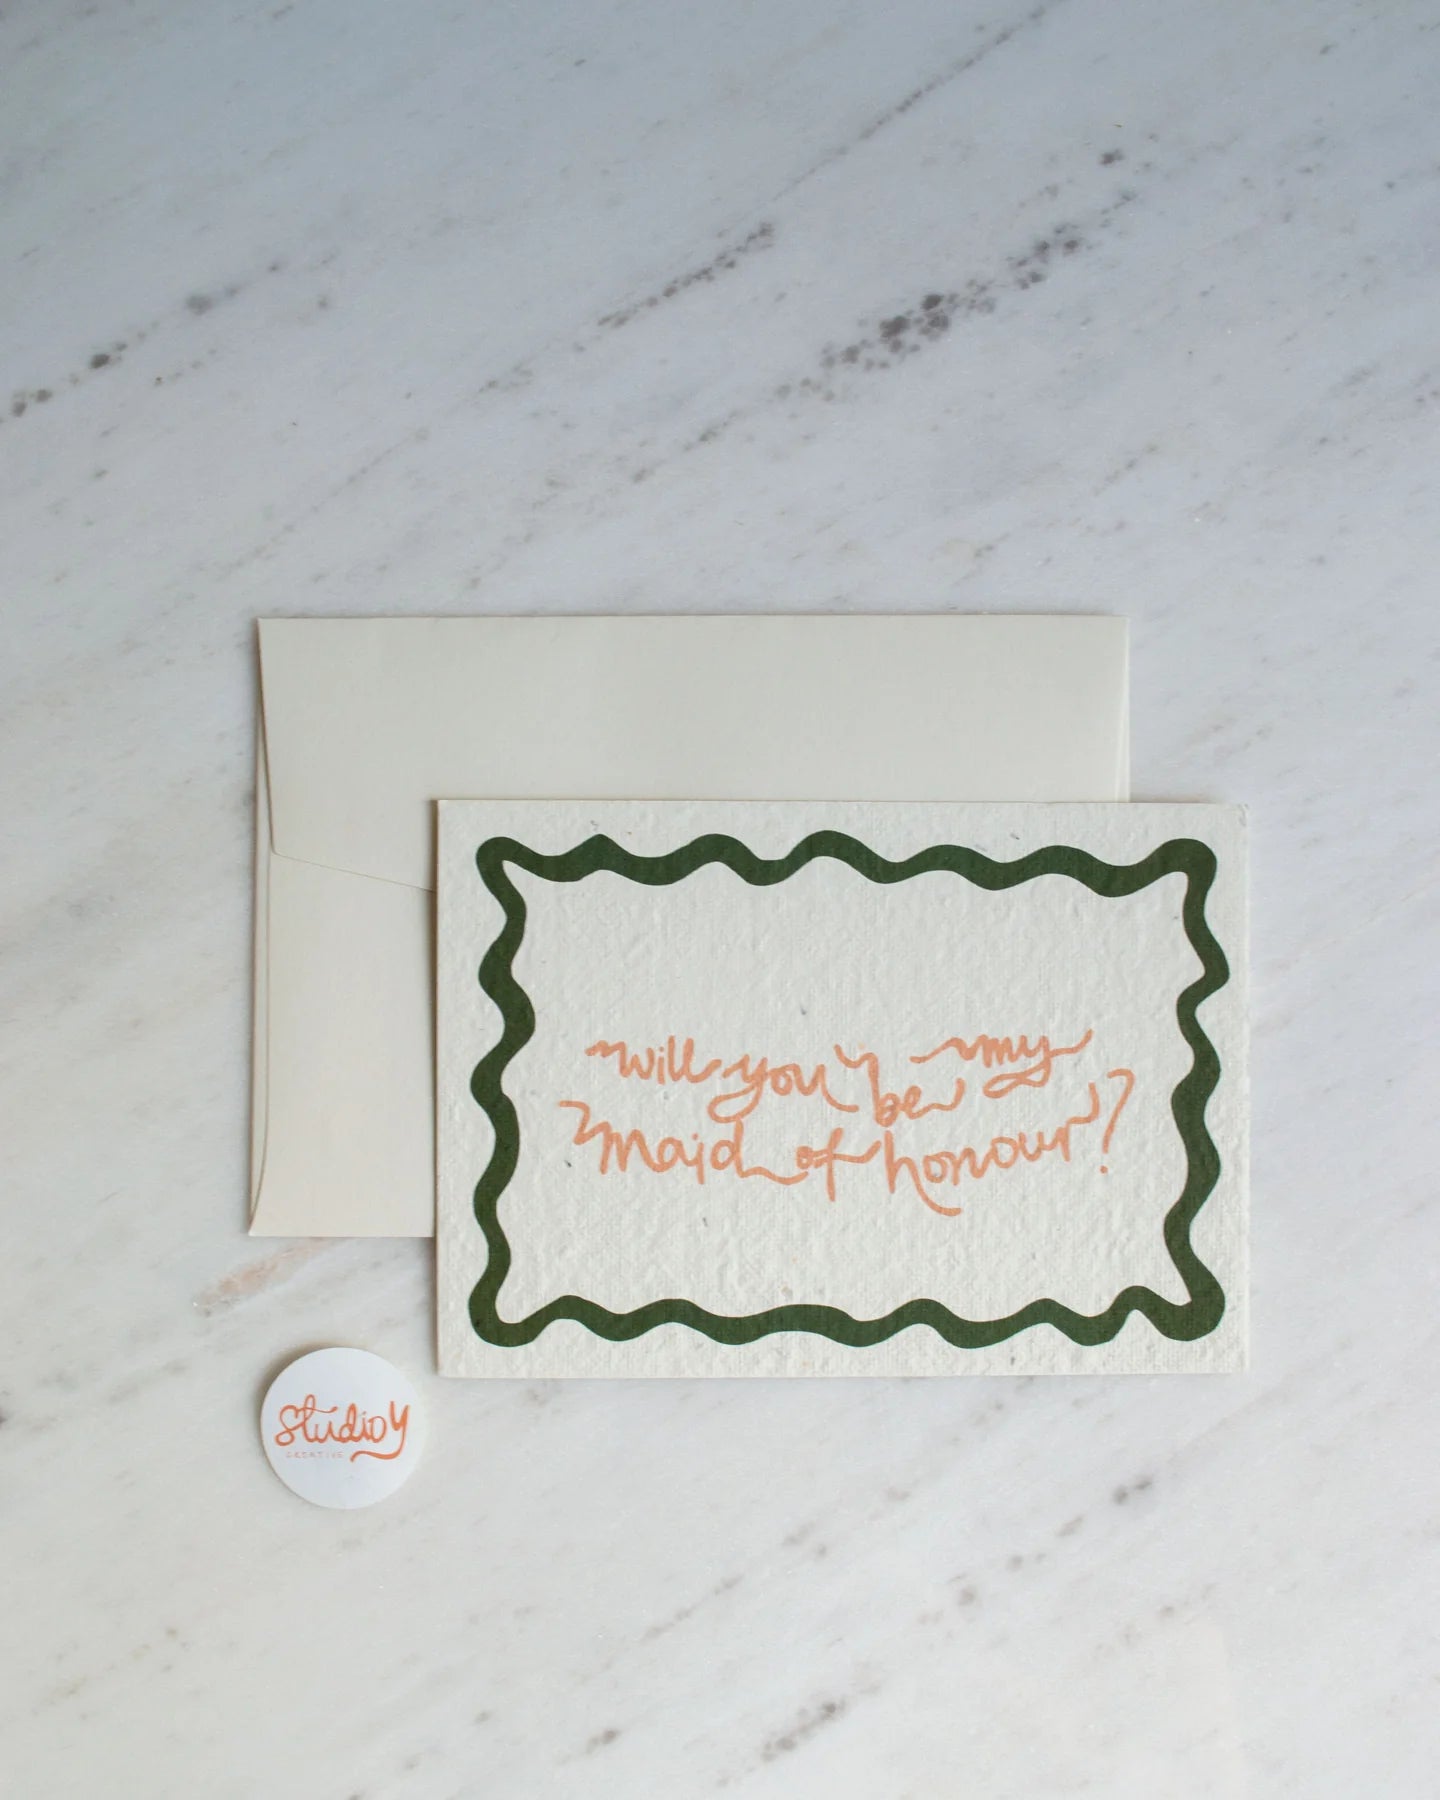 will you be my
maid of honour?
studio y
CREATIVE